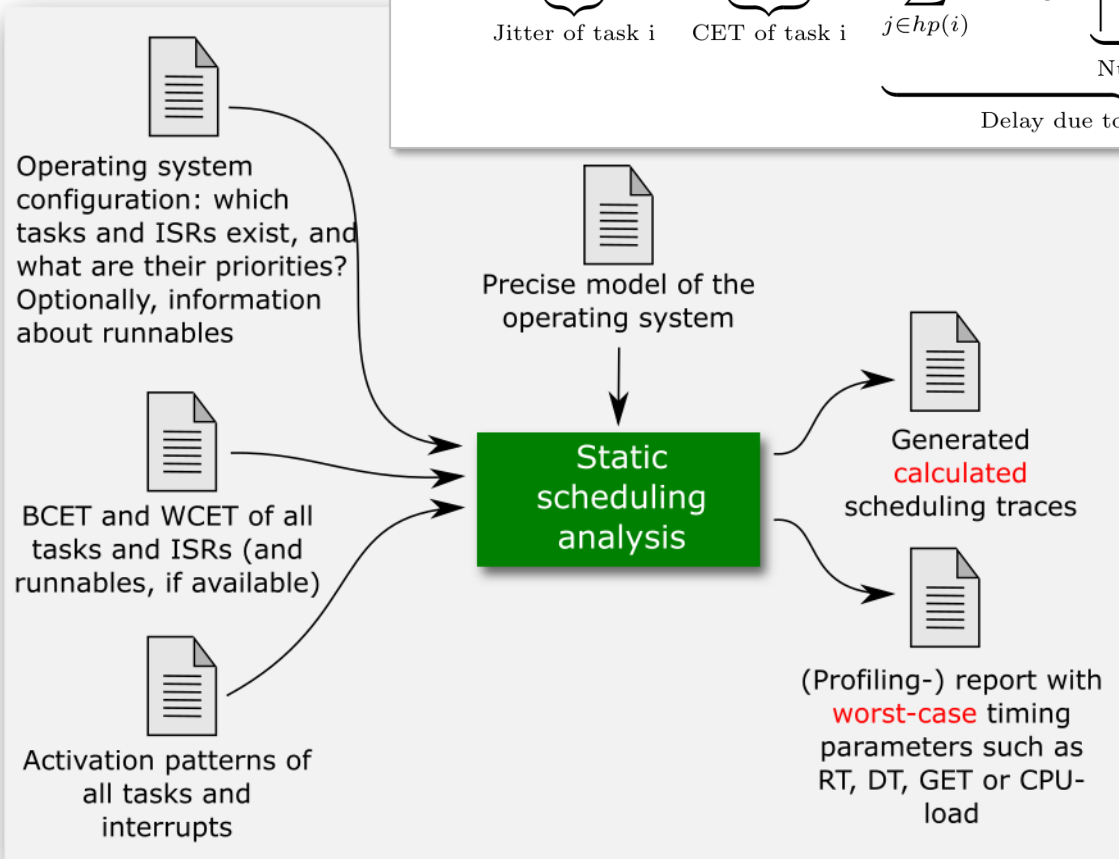 Jitter of task i
CET of task i
j∈hp(i)
Delay due to
Operating system
configuration: which
tasks and ISRs exist, and
what are their priorities?
Optionally, information
about runnables
Precise model of the
operating system
BCET and WCET of all
tasks and ISRs (and
runnables, if available)
Activation patterns of
all tasks and
interrupts
Static
scheduling
analysis
Generated
calculated
scheduling traces
(Profiling-) report with
worst-case timing
parameters such as
RT, DT, GET or CPU-
load